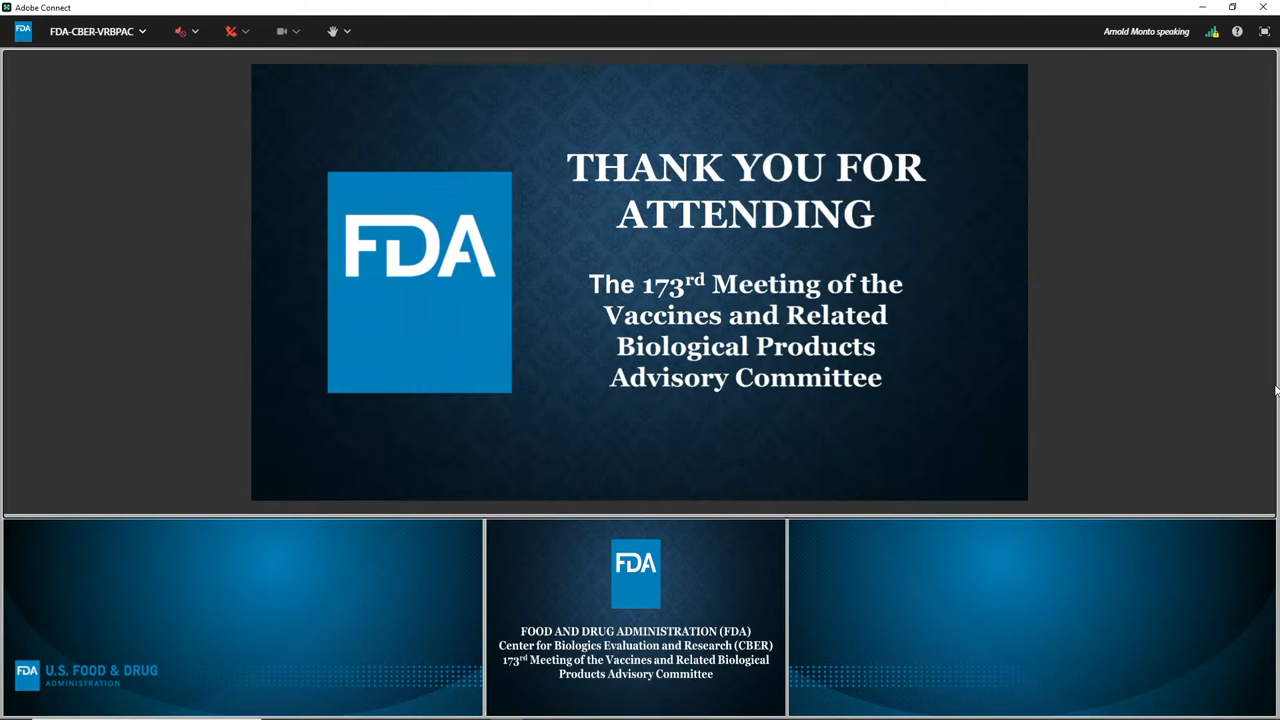 Adobe Connect
FDA
FDA-CBER-VRBPAC
Arnold Monto speaking
FDA
THANK YOU FOR
ATTENDING
The 173rd Meeting of the
Vaccines and Related
Biological Products
Advisory Committee
FDA
U.S. FOOD & DRUG
ADMINISTRATION
FDA
FOOD AND DRUG ADMINISTRATION (FDA)
Center for Biologics Evaluation and Research (CBER)
173rd Meeting of the Vaccines and Related Biological
Products Advisory Committee